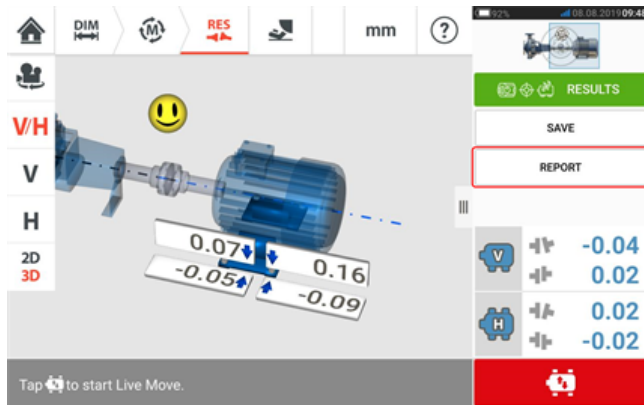 DIM
M
RES
mm
?
92%
08.08.2019 09:48
V/H
V
H
2D
3D
RESULTS
SAVE
REPORT
0.07
0.16
-0.05
-0.09
V
-0.04
0.02
H
0.02
-0.02
Tap to start Live Move.